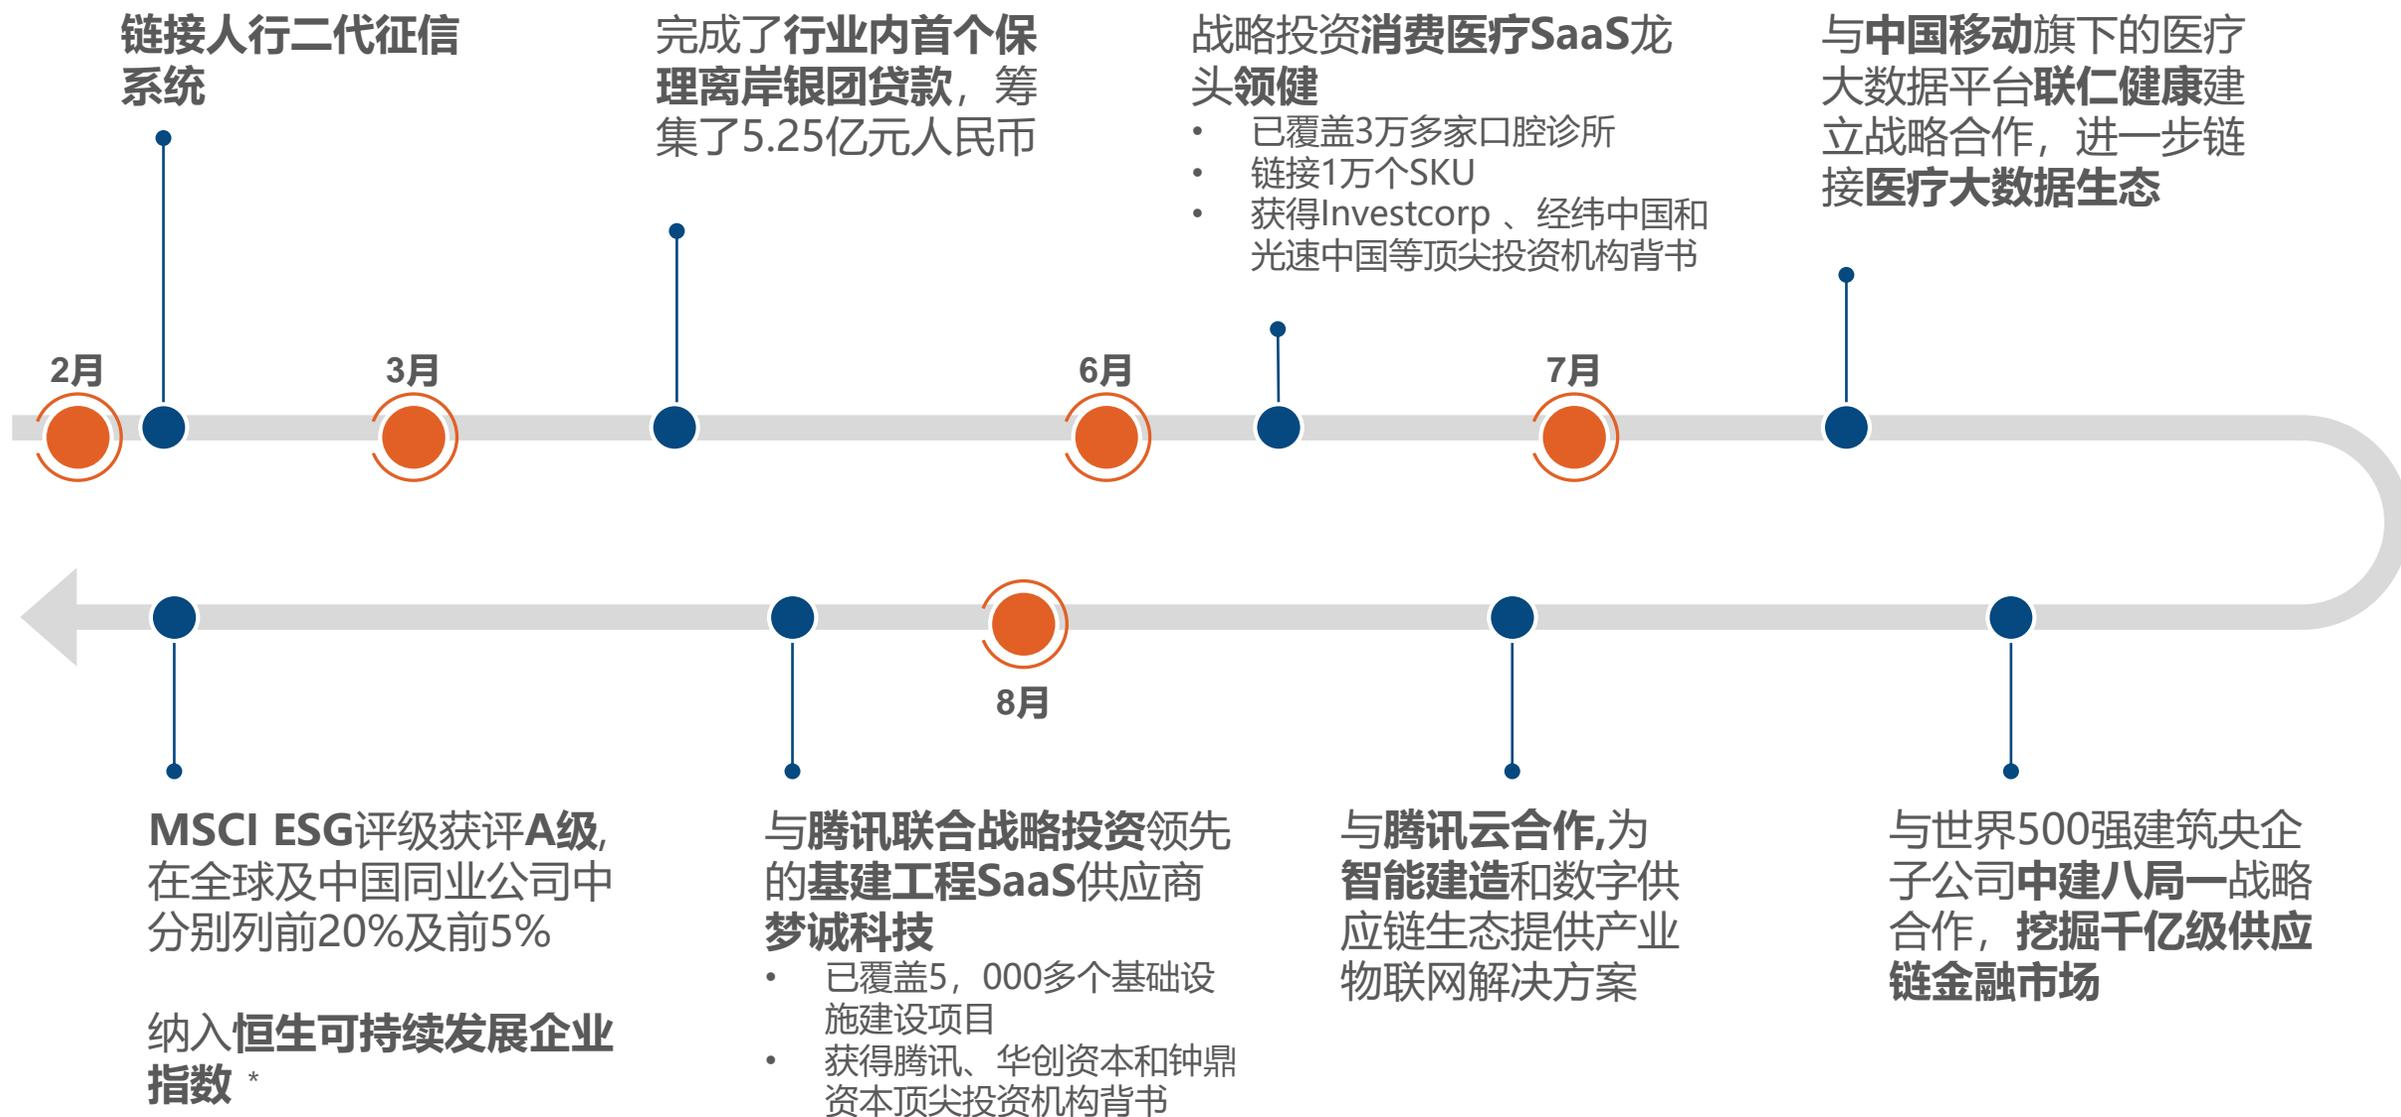 链接人行二代征信
系统
完成了行业内首个保
理离岸银团贷款，筹
集了5.25亿元人民币
战略投资消费医疗SaaS龙
头领健
• 已覆盖3万多家口腔诊所
• 链接1万个SKU
• 获得Investcorp 、经纬中国和
光速中国等顶尖投资机构背书
与中国移动旗下的医疗
大数据平台联仁健康建
立战略合作，进一步链
接医疗大数据生态
2月
3月
6月
7月
8月
MSCI ESG评级获评A级,
在全球及中国同业公司中
分别列前20%及前5%
纳入恒生可持续发展企业
指数 *
与腾讯联合战略投资领先
的基建工程SaaS供应商
梦诚科技
• 已覆盖5，000多个基础设
施建设项目
• 获得腾讯、华创资本和钟鼎
资本顶尖投资机构背书
与腾讯云合作,为
智能建造和数字供
应链生态提供产业
物联网解决方案
与世界500强建筑央企
子公司中建八局一战略
合作，挖掘千亿级供应
链金融市场